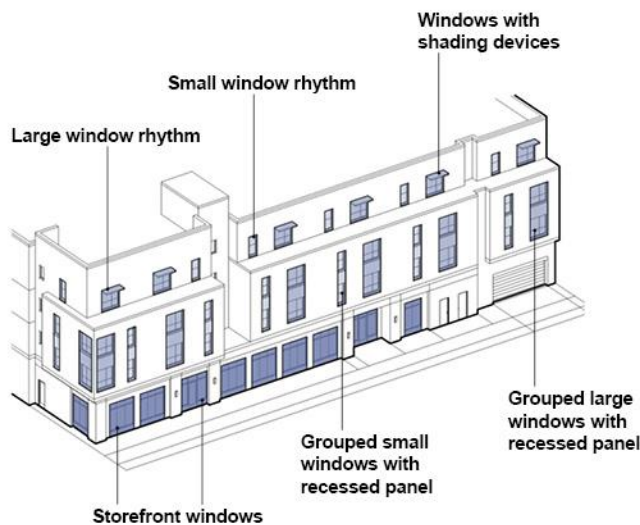 Windows with
shading devices
Small window rhythm
Large window rhythm
Grouped large
windows with
recessed panel
Grouped small
windows with
recessed panel
Storefront windows